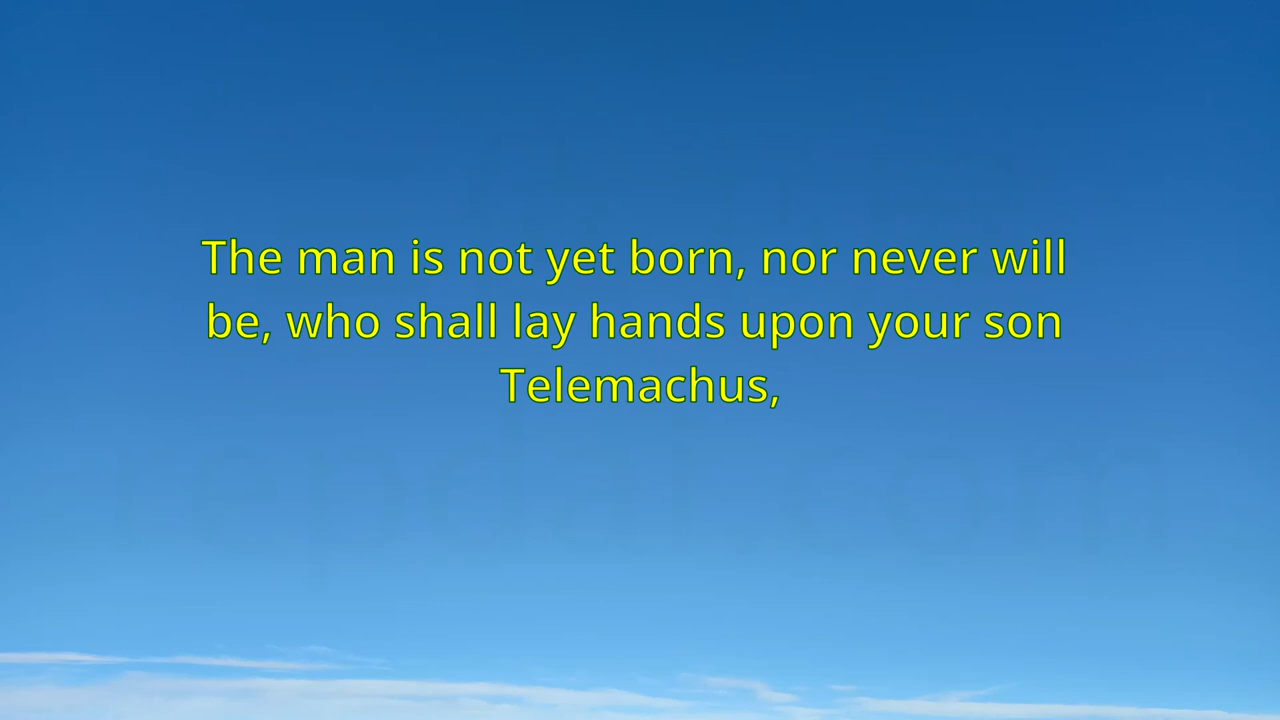 The man is not yet born, nor never will
be, who shall lay hands upon your son
Telemachus,